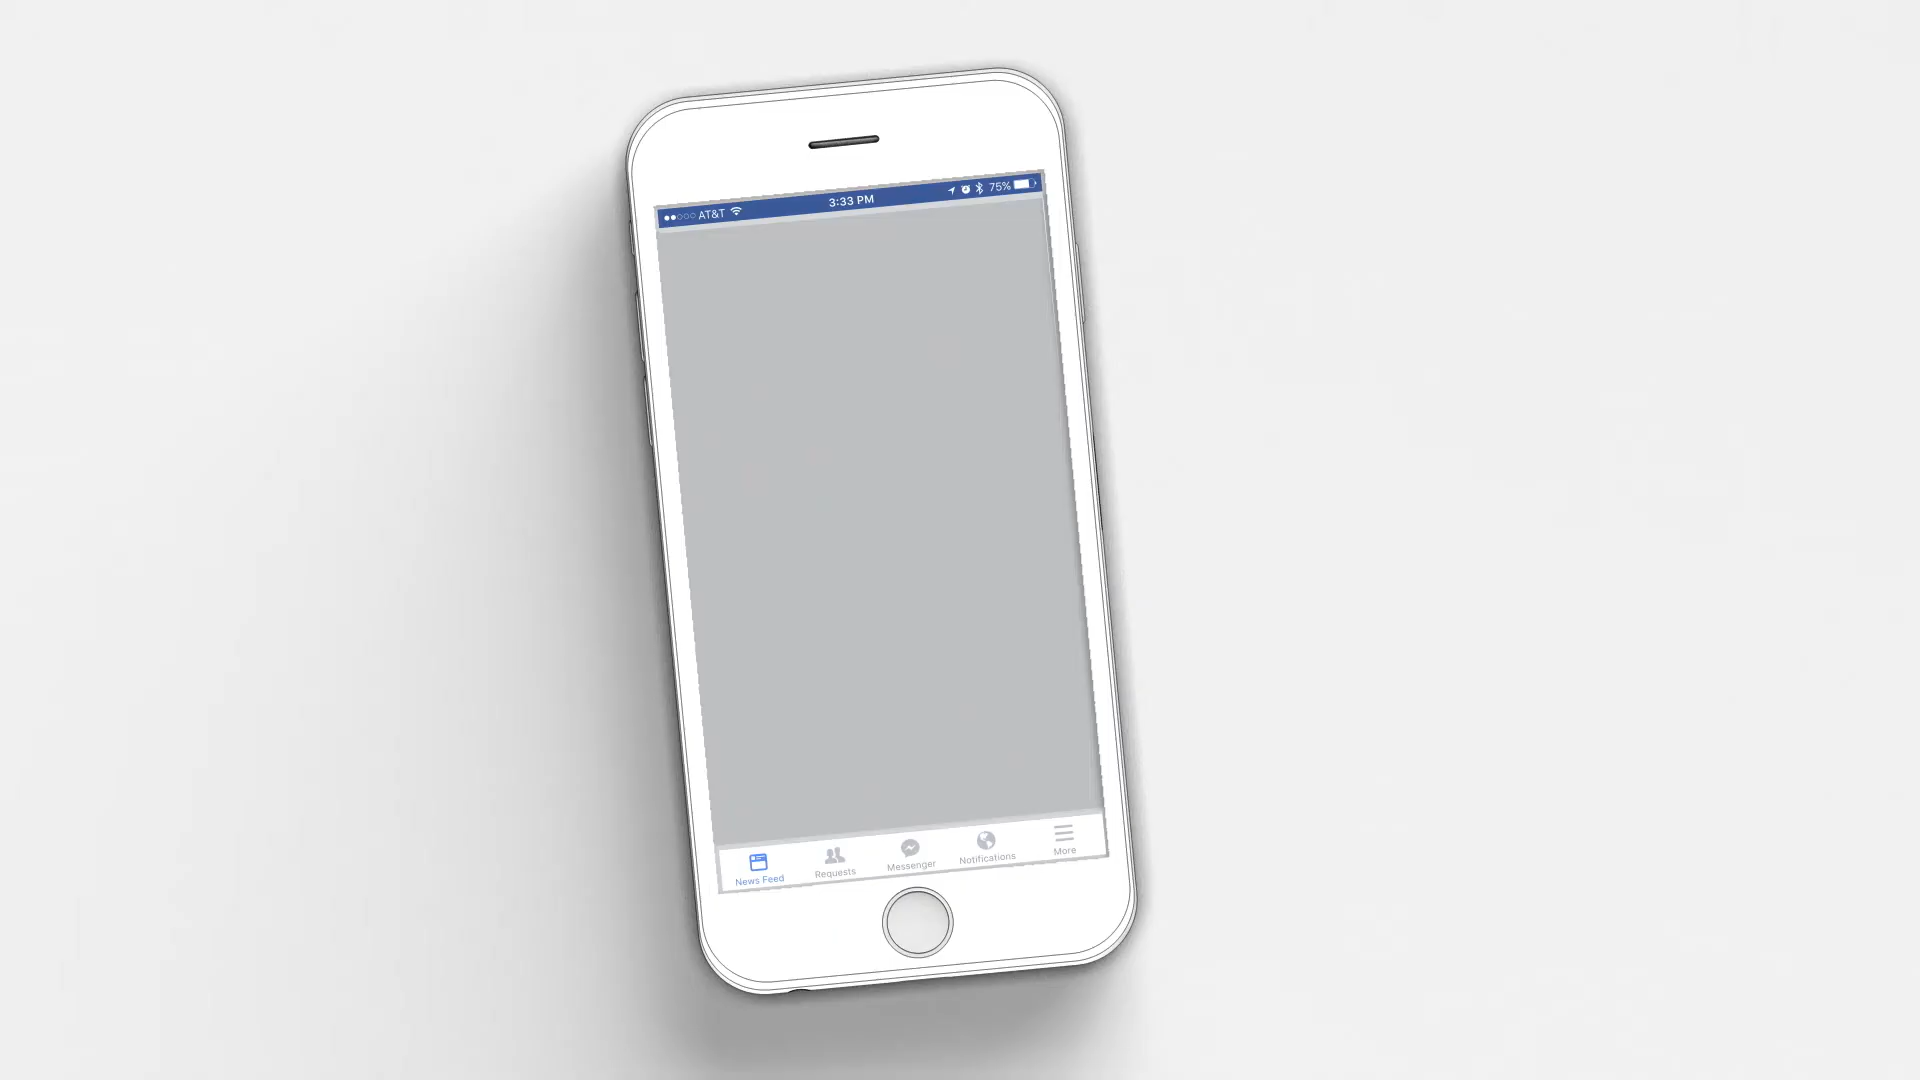 AT&T 3:33 PM 75%
News Feed Requests Messenger Notifications More